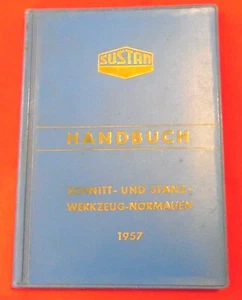 SUSTAN
HANDBUCH
SCHNITT- UND STANZ-
WERKZEUG-NORMALIEN
1957